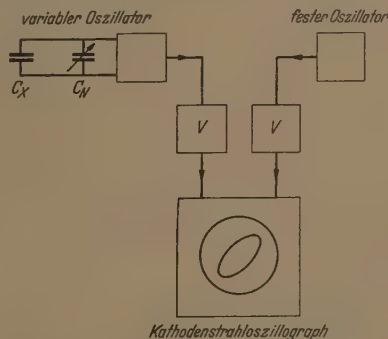 variabler Oszillator
fester Oszillator
C_X
C_N
V
V
Kathodenstrahloszillograph